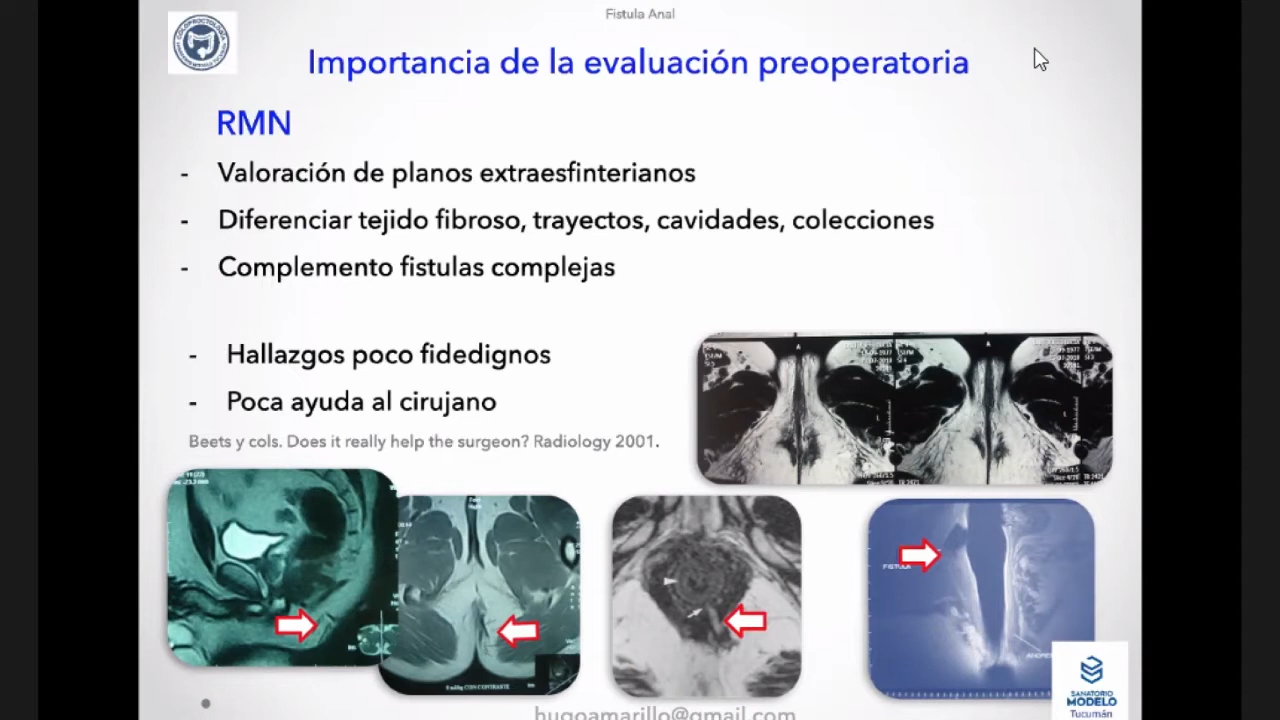 Fistula Anal
Importancia de la evaluación preoperatoria
RMN
- Valoración de planos extraesfinterianos
- Diferenciar tejido fibroso, trayectos, cavidades, colecciones
- Complemento fistulas complejas
- Hallazgos poco fidedignos
- Poca ayuda al cirujano
Beets y cols. Does it really help the surgeon? Radiology 2001.
FISTULA
CON CONTRASTE
SANATORIO
MODELO
Tucumán
hugoamarillo@gmail.com